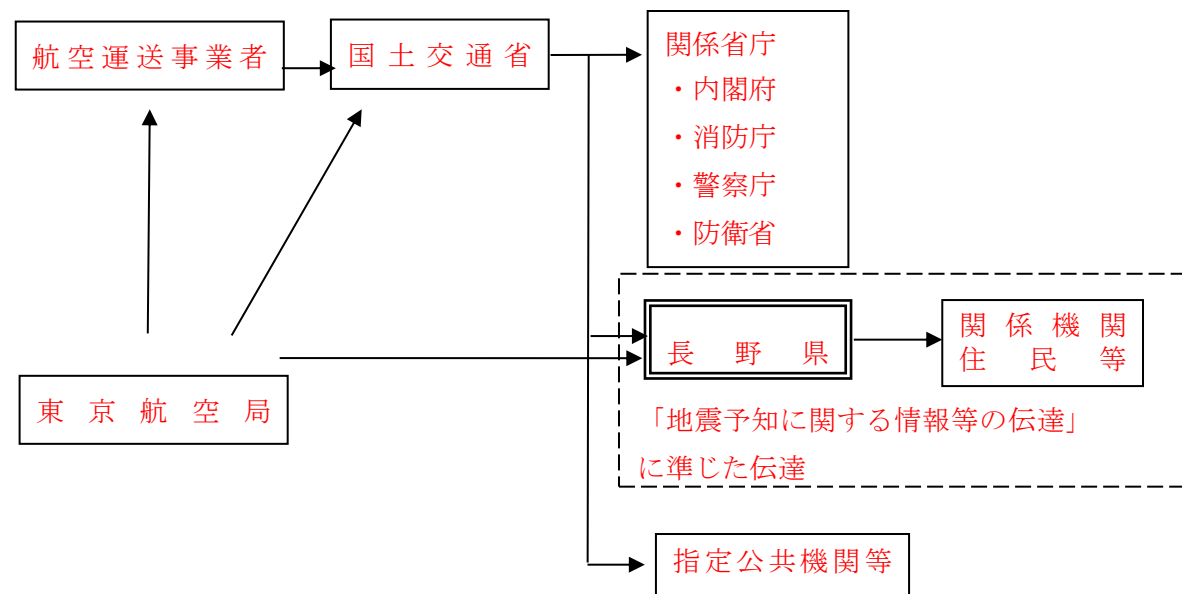 航空運送事業者
国土交通省
関係省庁
・内閣府
・消防庁
・警察庁
・防衛省
長野県
関係機関
住民等
東京航空局
「地震予知に関する情報等の伝達」
に準じた伝達
指定公共機関等